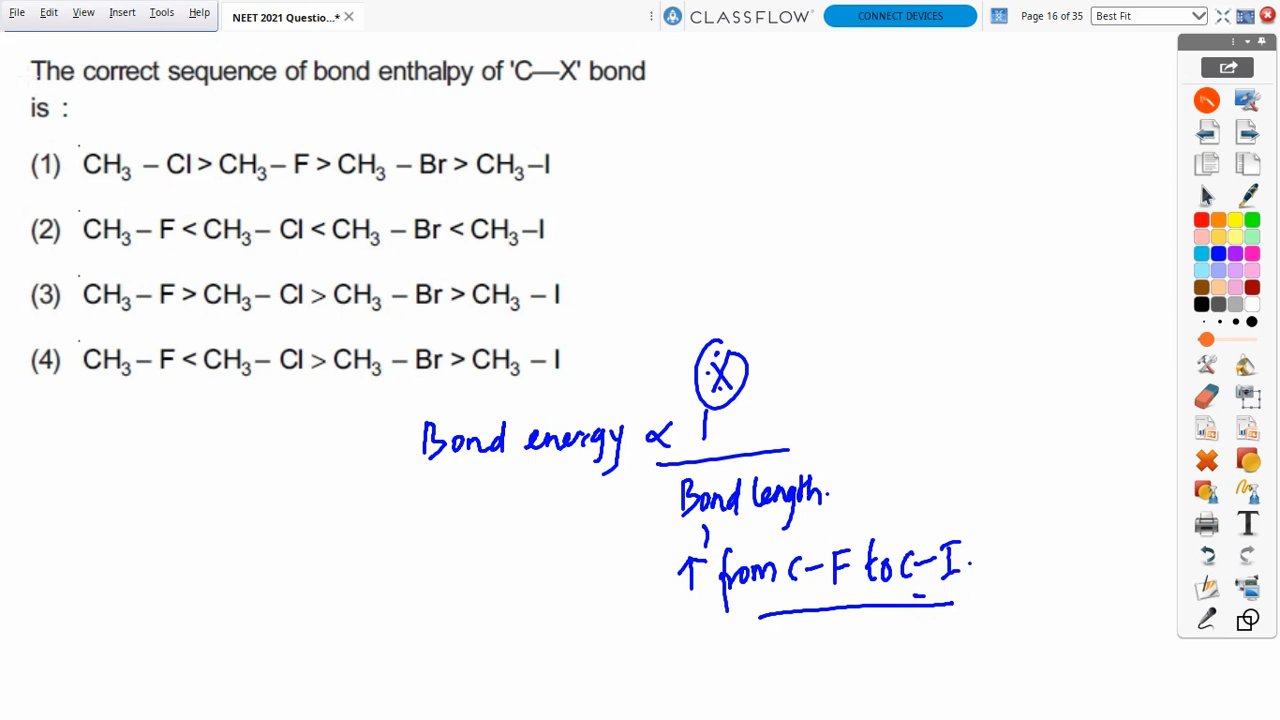 File Edit View Insert Tools Help
NEET 2021 Questio...*
CLASSFLOW
CONNECT DEVICES
Page 16 of 35
Best Fit
The correct sequence of bond enthalpy of 'C—X' bond
is :
(1) CH₃ – Cl > CH₃ – F > CH₃ – Br > CH₃ –I
(2) CH₃ – F < CH₃ – Cl < CH₃ – Br < CH₃ –I
(3) CH₃ – F > CH₃ – Cl > CH₃ – Br > CH₃ – I
(4) CH₃ – F < CH₃ – Cl > CH₃ – Br > CH₃ – I
X
Bond energy ∝ 1
Bond length.
↑ from C–F to C–I.
T